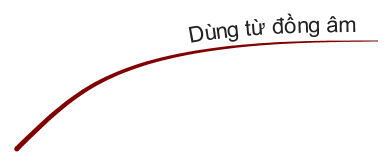 Dùng từ đồng âm